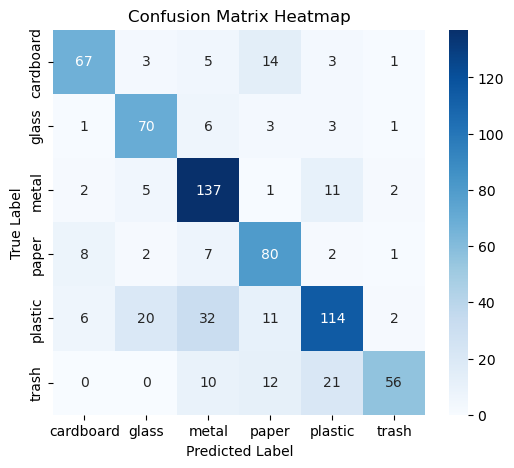 Confusion Matrix Heatmap
True Label
cardboard 67 3 5 14 3 1
glass 1 70 6 3 3 1
metal 2 5 137 1 11 2
paper 8 2 7 80 2 1
plastic 6 20 32 11 114 2
trash 0 0 10 12 21 56
cardboard glass metal paper plastic trash
Predicted Label
120
100
80
60
40
20
0